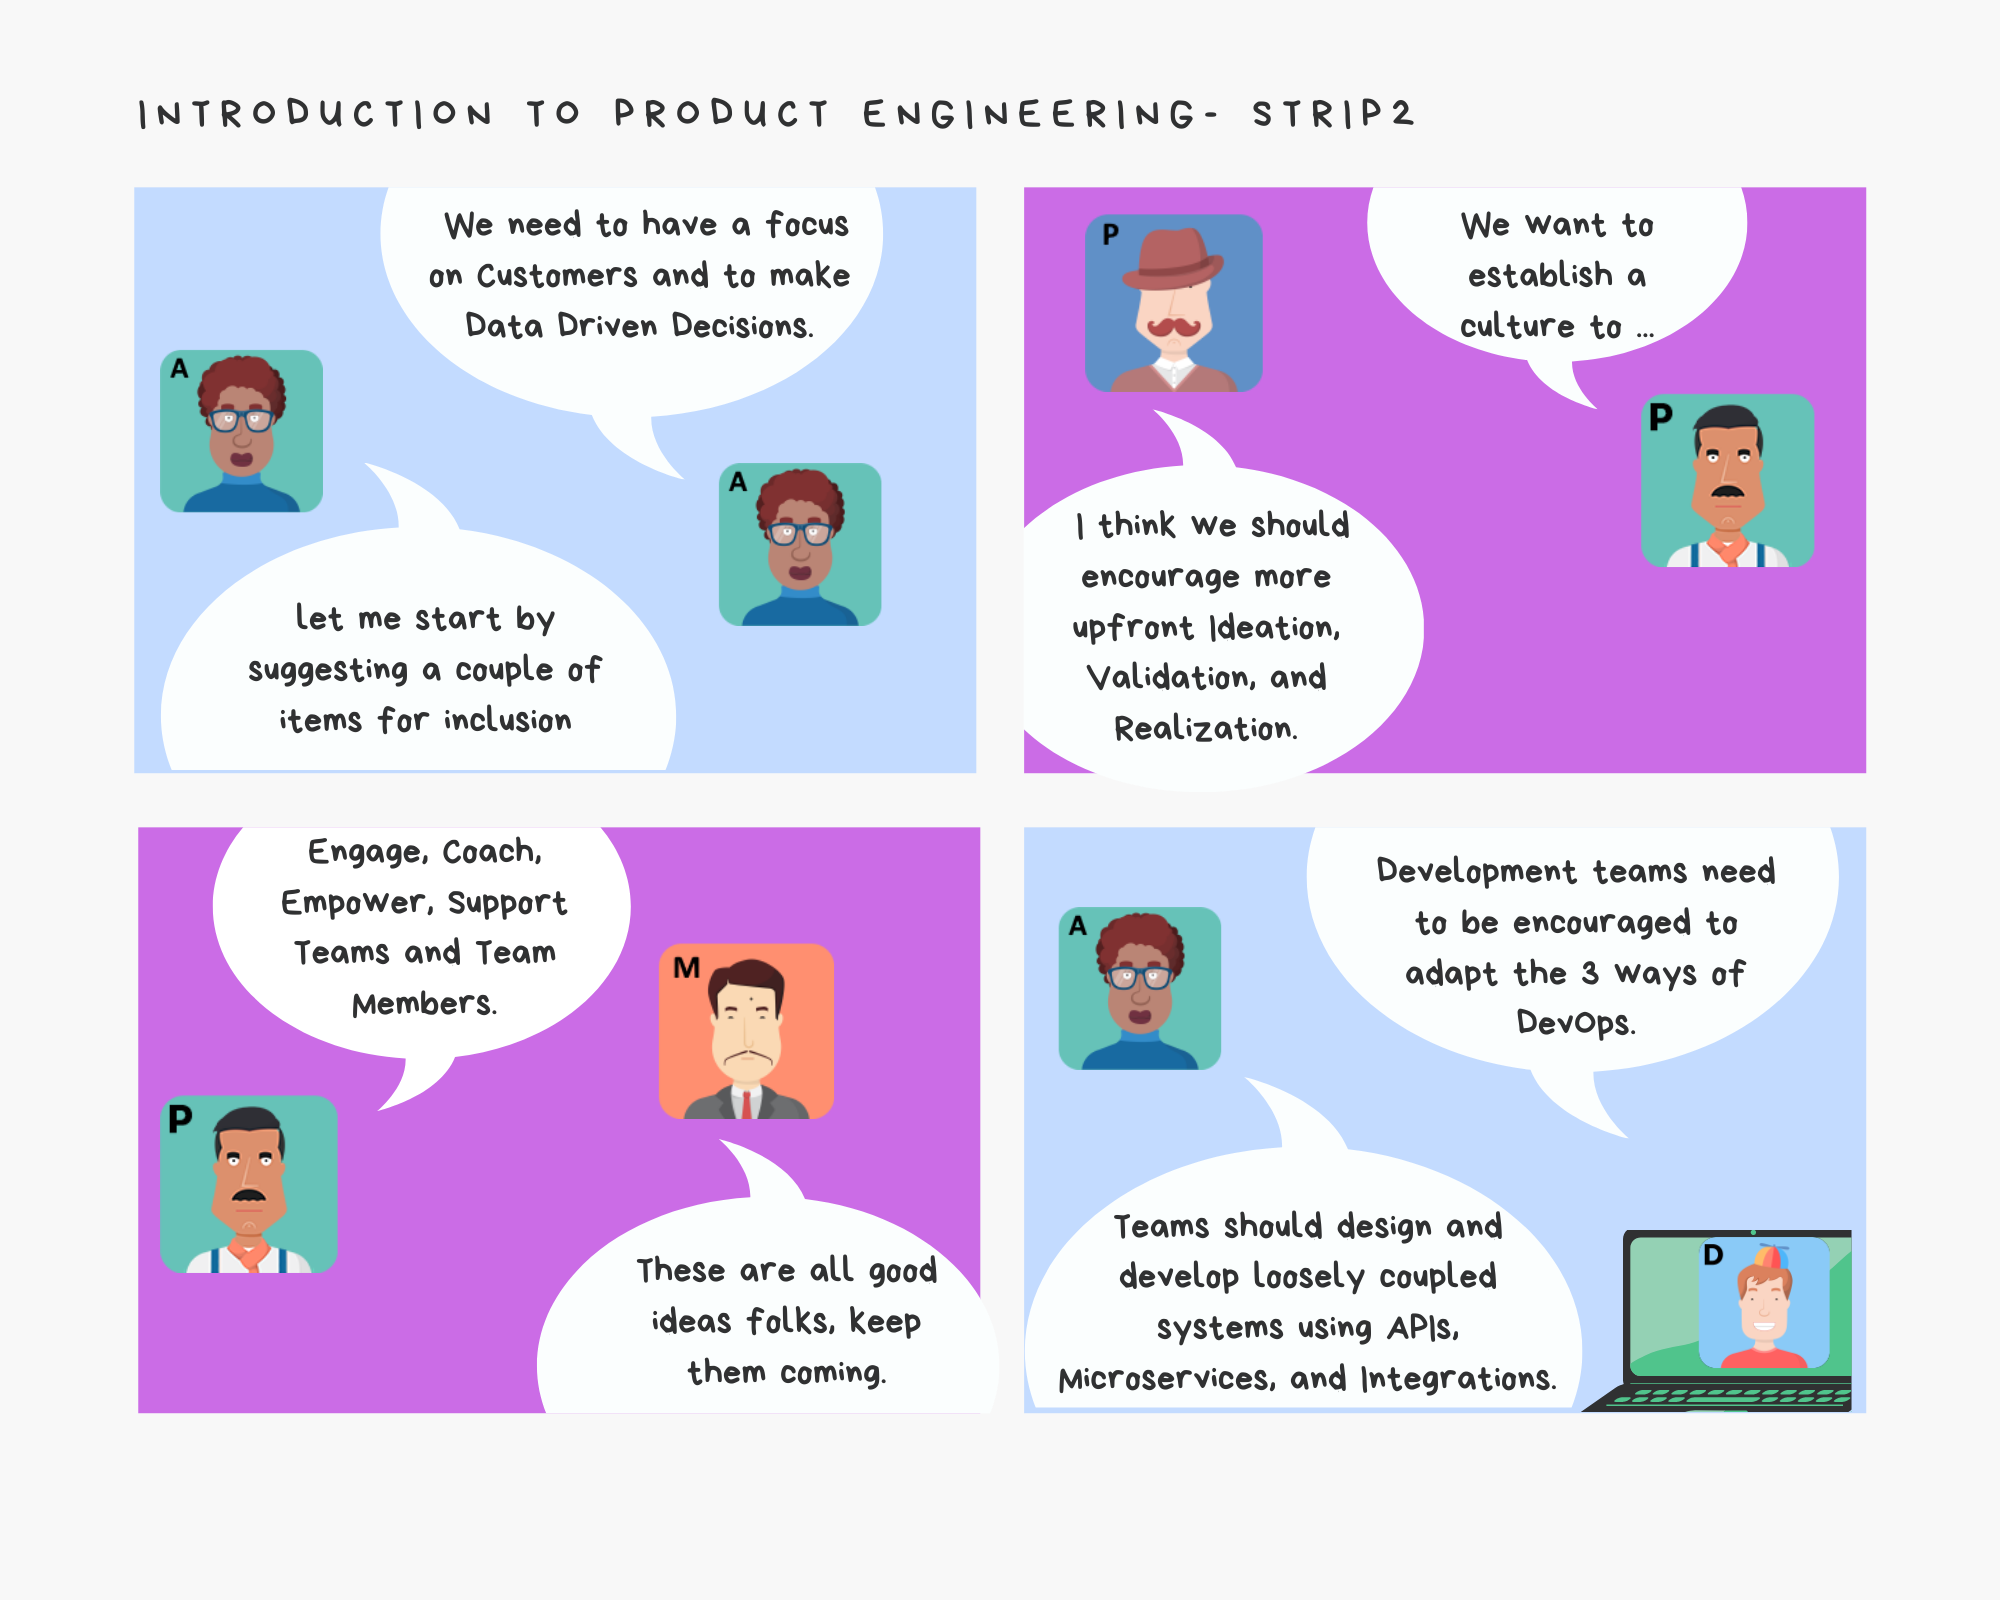 INTRODUCTION TO PRODUCT ENGINEERING- STRIP2
We need to have a focus
on Customers and to make
Data Driven Decisions.
A
A
let me start by
suggesting a couple of
items for inclusion
P
We want to
establish a
culture to ...
P
I think we should
encourage more
upfront Ideation,
Validation, and
Realization.
Engage, Coach,
Empower, Support
Teams and Team
Members.
M
P
These are all good
ideas folks, keep
them coming.
Development teams need
to be encouraged to
adapt the 3 ways of
DevOps.
A
Teams should design and
develop loosely coupled
systems using APIs,
Microservices, and Integrations.
D